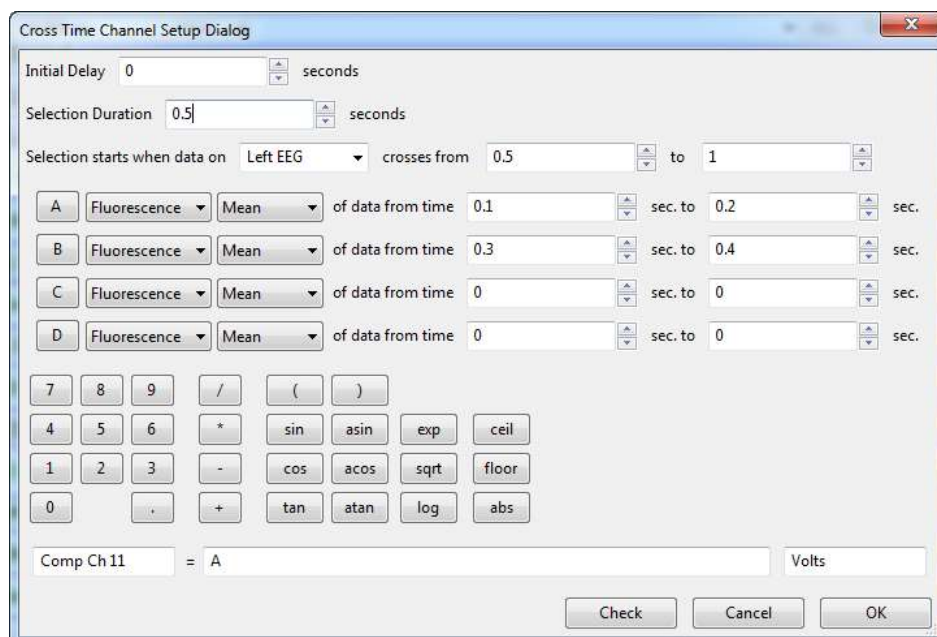 Cross Time Channel Setup Dialog
Initial Delay 0 seconds
Selection Duration 0.5 seconds
Selection starts when data on Left EEG crosses from 0.5 to 1
A Fluorescence Mean of data from time 0.1 sec. to 0.2 sec.
B Fluorescence Mean of data from time 0.3 sec. to 0.4 sec.
C Fluorescence Mean of data from time 0 sec. to 0 sec.
D Fluorescence Mean of data from time 0 sec. to 0 sec.
7 8 9 / ( )
4 5 6 * sin asin exp ceil
1 2 3 - cos acos sqrt floor
0 . + tan atan log abs
Comp Ch 11 = A Volts
Check Cancel OK